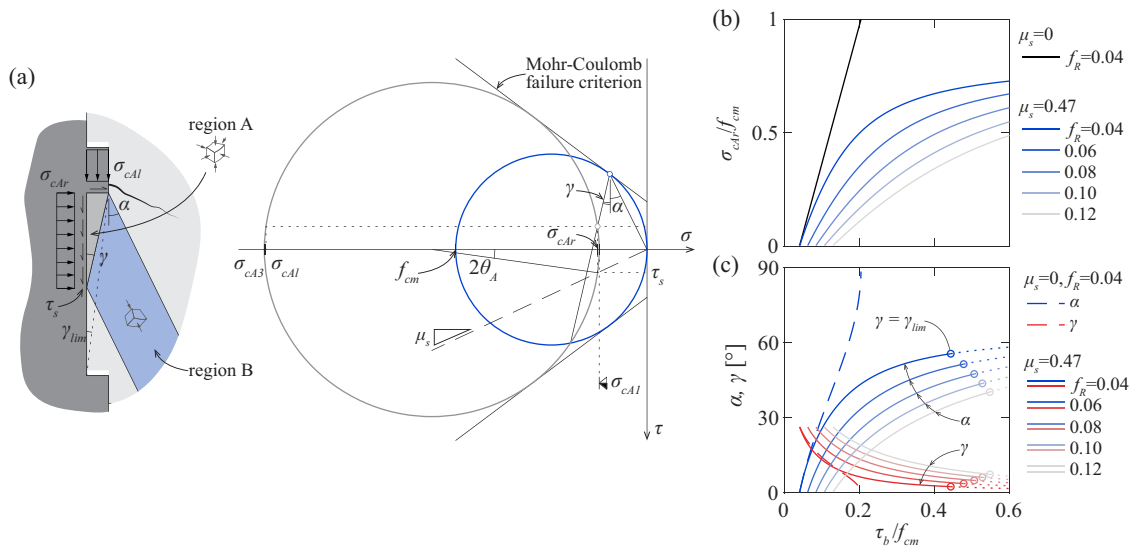 (a)
region A
σcAr
σcAl
α
γ
τs
γlim
region B
Mohr-Coulomb
failure criterion
γ
α
σcAr
σ
σcA3
σcAl
fcm
2θA
τs
μs
σcA1
τ
(b)
σcAr/fcm
1
0.5
0
μs=0
fR=0.04
μs=0.47
fR=0.04
0.06
0.08
0.10
0.12
(c)
α, γ [°]
90
60
30
0
γ = γlim
α
γ
0
0.2
0.4
0.6
τb/fcm
μs=0, fR=0.04
α
γ
μs=0.47
fR=0.04
0.06
0.08
0.10
0.12